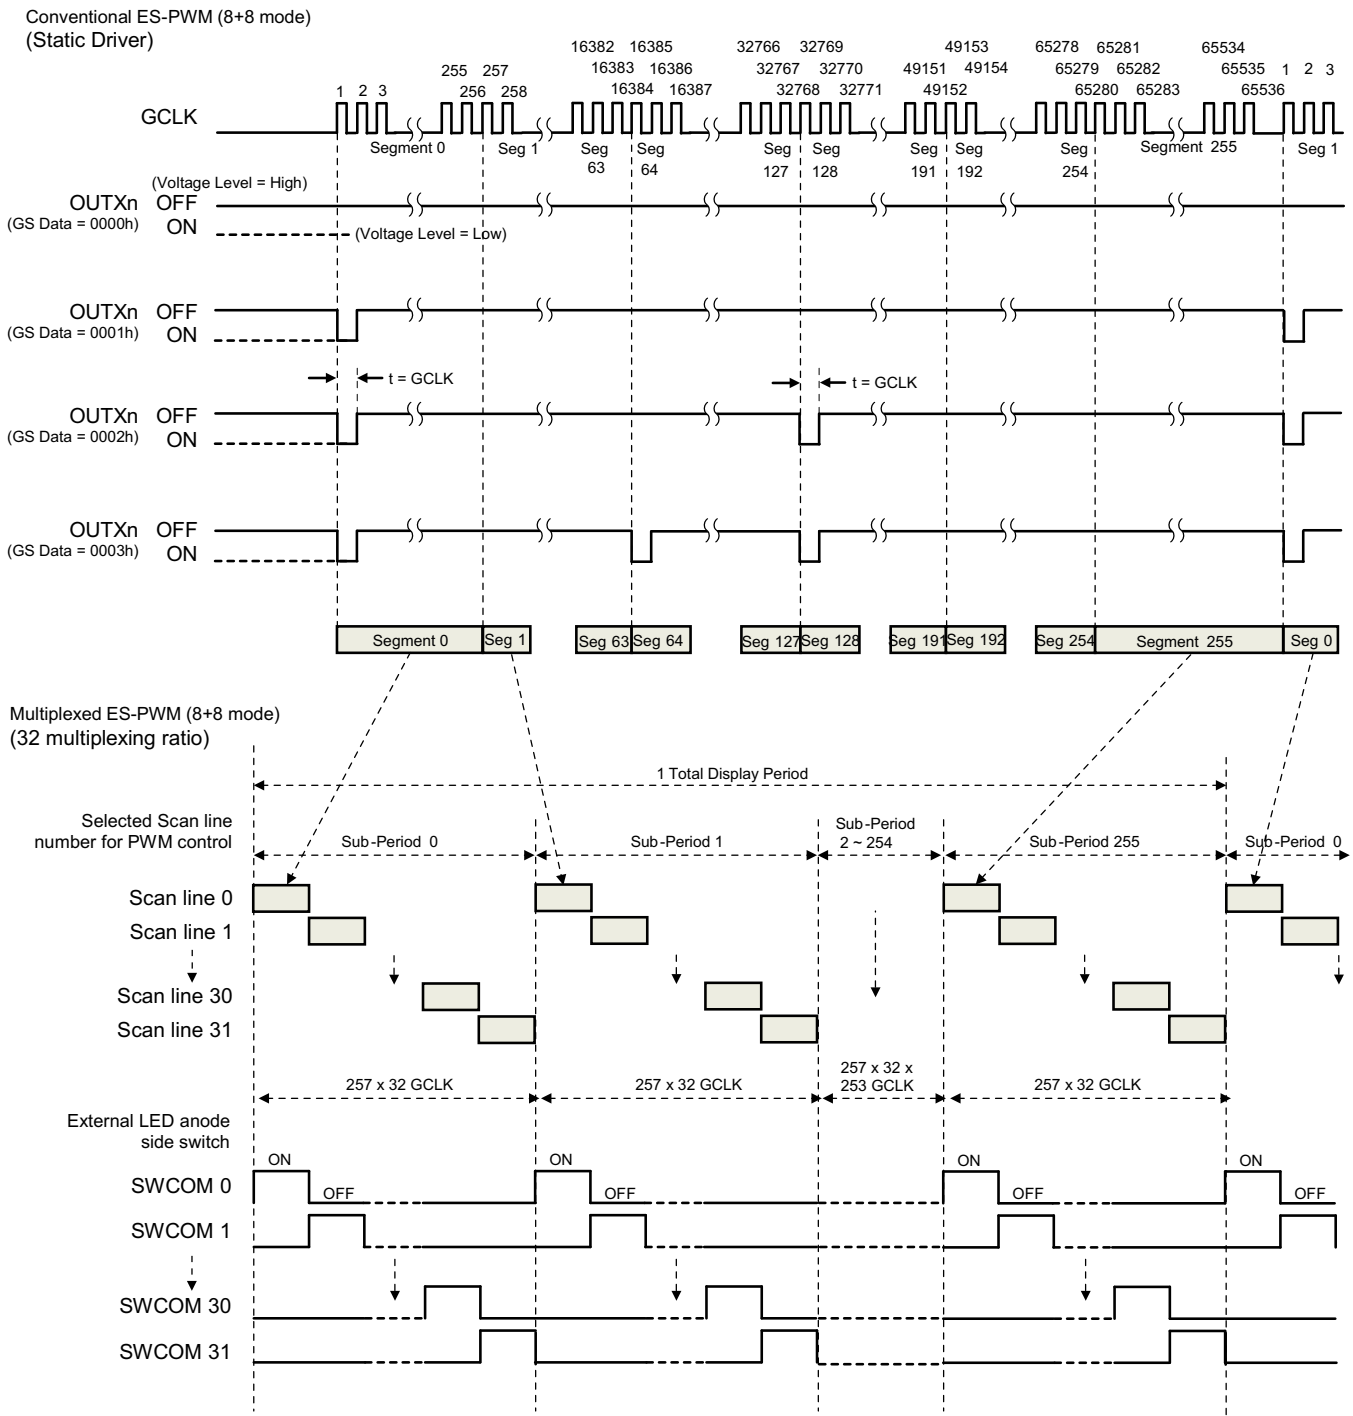 Conventional ES-PWM (8+8 mode)
(Static Driver)
16382 16385 32766 32769 49153 65278 65281 65534
255 257 16383 16386 32767 32770 49151 49154 65279 65282 65535 1 2 3
1 2 3 256 258 16384 16387 32768 32771 49152 65280 65283 65536
GCLK
Segment 0 Seg 1 Seg 63 Seg 64 Seg 127 Seg 128 Seg 191 Seg 192 Seg 254 Segment 255 Seg 1
(Voltage Level = High)
OUTXn OFF
(GS Data = 0000h) ON
(Voltage Level = Low)
OUTXn OFF
(GS Data = 0001h) ON
t = GCLK t = GCLK
OUTXn OFF
(GS Data = 0002h) ON
OUTXn OFF
(GS Data = 0003h) ON
Segment 0 Seg 1 Seg 63 Seg 64 Seg 127 Seg 128 Seg 191 Seg 192 Seg 254 Segment 255 Seg 0
Multiplexed ES-PWM (8+8 mode)
(32 multiplexing ratio)
1 Total Display Period
Selected Scan line
number for PWM control
Sub-Period 0 Sub-Period 1 Sub-Period 2 ~ 254 Sub-Period 255 Sub-Period 0
Scan line 0
Scan line 1
Scan line 30
Scan line 31
257 x 32 GCLK 257 x 32 GCLK 257 x 32 x 253 GCLK 257 x 32 GCLK
External LED anode
side switch
ON ON ON ON
SWCOM 0
OFF OFF OFF OFF
SWCOM 1
SWCOM 30
SWCOM 31